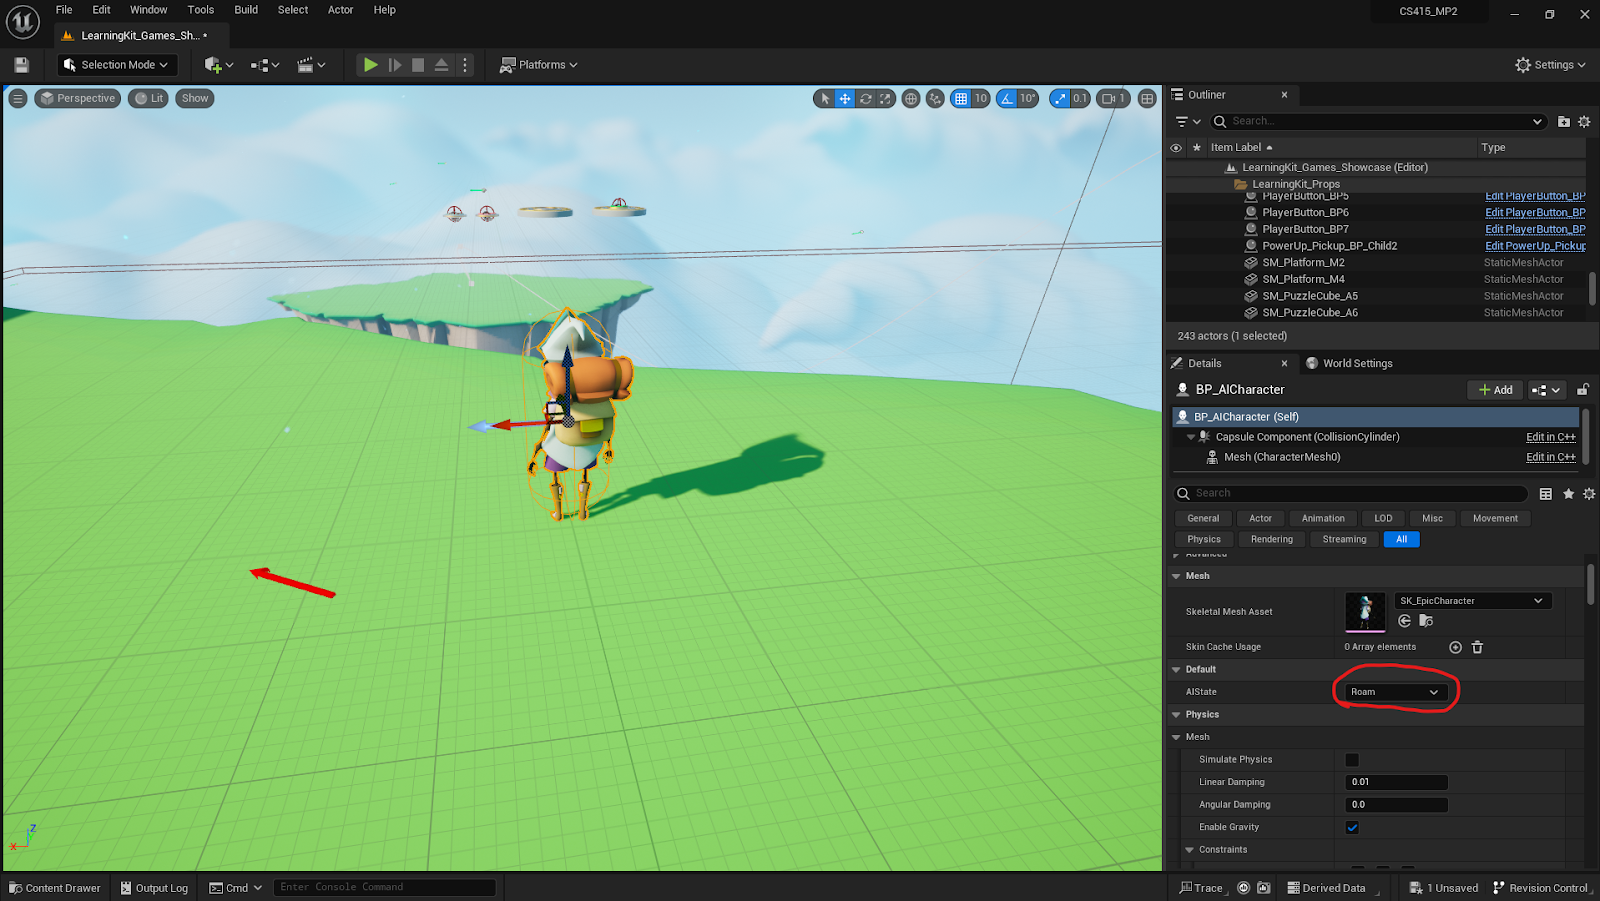 File Edit Window Tools Build Select Actor Help
CS415_MP2
LearningKit_Games_Sh... •
Selection Mode
Platforms
Settings
Perspective Lit Show
10 10° 0.1 1
Outliner
Search...
Item Label Type
LearningKit_Games_Showcase (Editor)
LearningKit_Props
PlayerButton_BP5 Edit PlayerButton_BP
PlayerButton_BP6 Edit PlayerButton_BP
PlayerButton_BP7 Edit PlayerButton_BP
PowerUp_Pickup_BP_Child2 Edit PowerUp_Pickup
SM_Platform_M2 StaticMeshActor
SM_Platform_M4 StaticMeshActor
SM_PuzzleCube_A5 StaticMeshActor
SM_PuzzleCube_A6 StaticMeshActor
243 actors (1 selected)
Details World Settings
BP_AICharacter + Add
BP_AICharacter (Self)
Capsule Component (CollisionCylinder) Edit in C++
Mesh (CharacterMesh0) Edit in C++
Search
General Actor Animation LOD Misc Movement
Physics Rendering Streaming All
Advanced
Mesh
Skeletal Mesh Asset SK_EpicCharacter
Skin Cache Usage 0 Array elements
Default
AIState Roam
Physics
Mesh
Simulate Physics
Linear Damping 0.01
Angular Damping 0.0
Enable Gravity
Constraints
Z
X
Content Drawer Output Log Cmd Enter Console Command
Trace Derived Data 1 Unsaved Revision Control